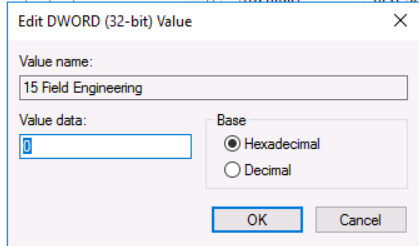 Edit DWORD (32-bit) Value
Value name:
15 Field Engineering
Value data:
0
Base
Hexadecimal
Decimal
OK
Cancel